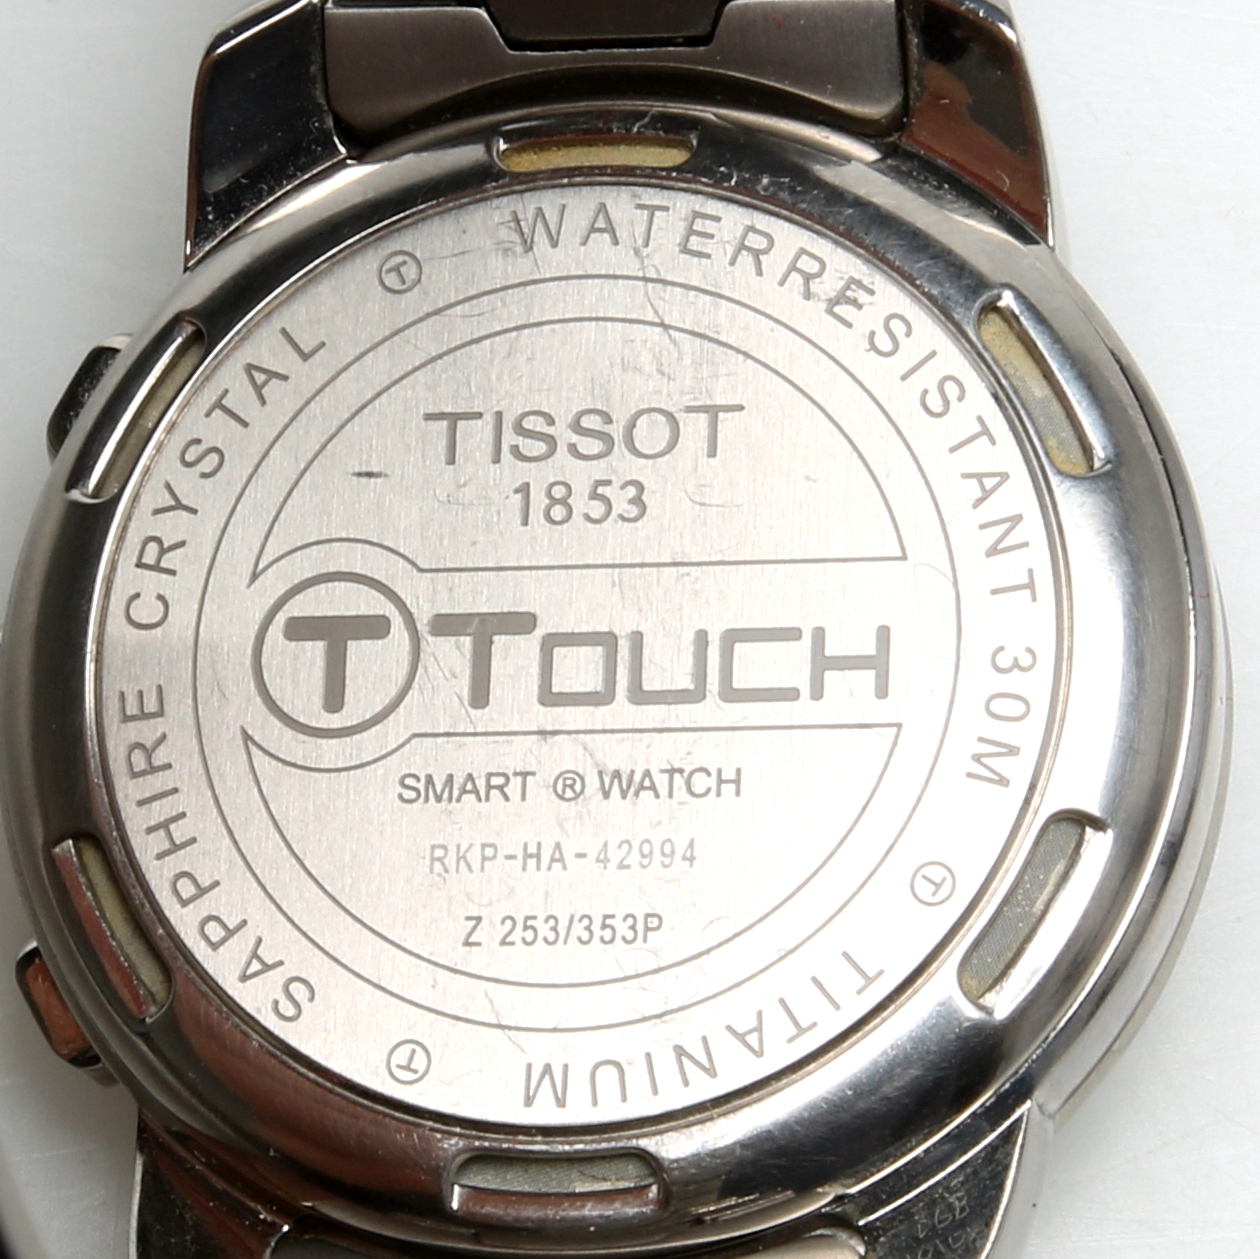 WATERRESISTANT 30M
TITANIUM
SAPPHIRE CRYSTAL
TISSOT
1853
T TOUCH
SMART ® WATCH
RKP-HA-42994
Z 253/353P